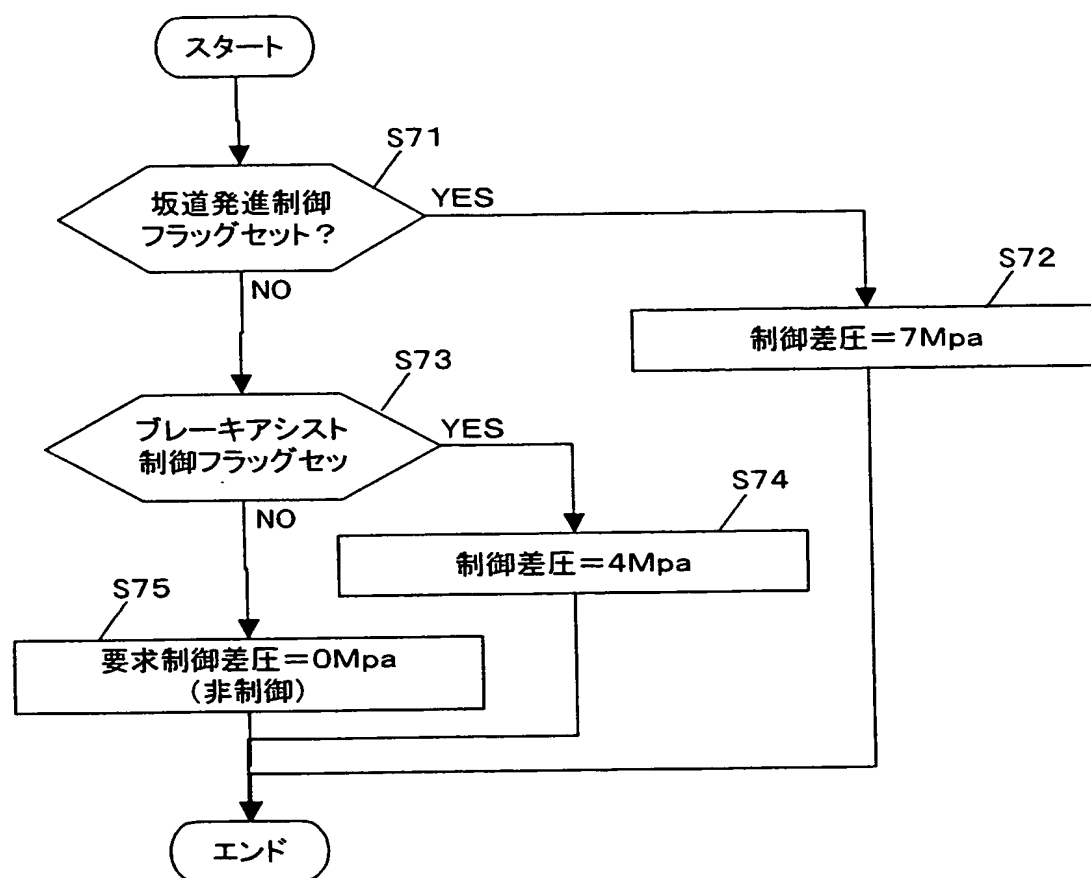 スタート
S71
坂道発進制御
フラッグセット？
YES
NO
S72
制御差圧＝7Mpa
S73
ブレーキアシスト
制御フラッグセッ
YES
NO
S74
制御差圧＝4Mpa
S75
要求制御差圧＝0Mpa
（非制御）
エンド